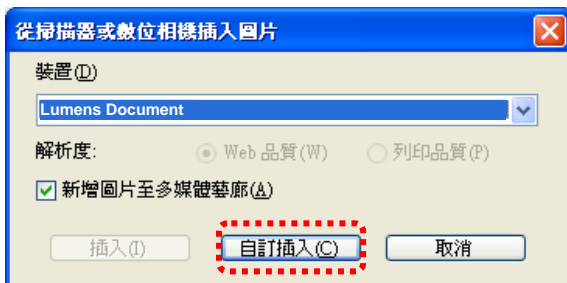 從掃描器或數位相機插入圖片
裝置(D)
Lumens Document
解析度: Web 品質(W) 列印品質(P)
新增圖片至多媒體藝廊(A)
插入(I) 自訂插入(C) 取消